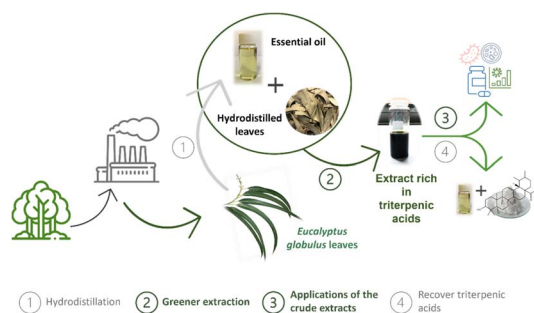 Essential oil
+
Hydrodistilled
leaves
1
2
3
4
Extract rich
in
triterpenic
acids
+
Eucalyptus
globulus leaves
1 Hydrodistillation
2 Greener extraction
3 Applications of the
crude extracts
4 Recover triterpenic
acids